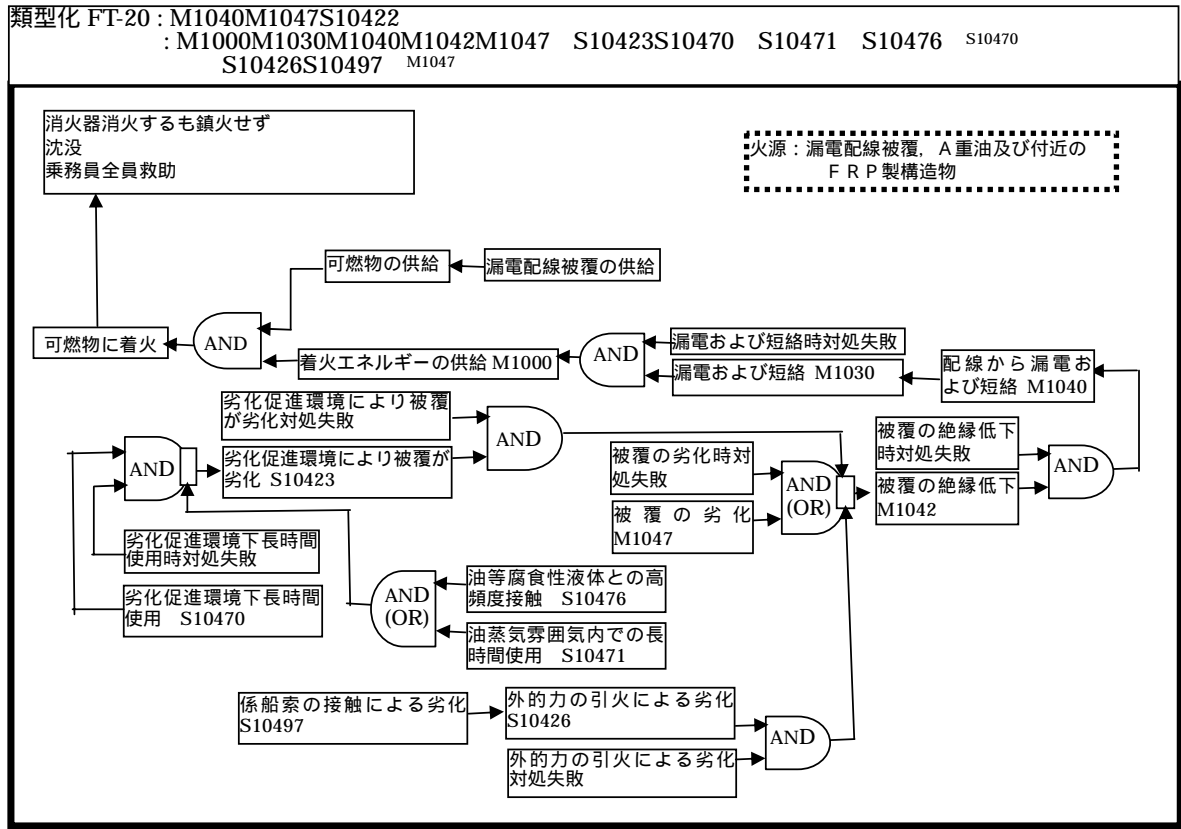 類型化 FT-20 : M1040M1047S10422
: M1000M1030M1040M1042M1047 S10423S10470 S10471 S10476 S10470
S10426S10497 M1047
消火器消火するも鎮火せず
沈没
乗務員全員救助
火源：漏電配線被覆，Ａ重油及び付近の
ＦＲＰ製構造物
可燃物の供給
漏電配線被覆の供給
可燃物に着火
AND
着火エネルギーの供給 M1000
AND
漏電および短絡時対処失敗
漏電および短絡 M1030
配線から漏電お
よび短絡 M1040
劣化促進環境により被覆
が劣化対処失敗
AND
劣化促進環境により被覆が
劣化 S10423
AND
被覆の劣化時対
処失敗
被覆の劣化
M1047
AND
(OR)
被覆の絶縁低下
時対処失敗
被覆の絶縁低下
M1042
AND
劣化促進環境下長時間
使用時対処失敗
劣化促進環境下長時間
使用 S10470
AND
(OR)
油等腐食性液体との高
頻度接触 S10476
油蒸気雰囲気内での長
時間使用 S10471
係船索の接触による劣化
S10497
外的力の引火による劣化
S10426
外的力の引火による劣化
対処失敗
AND